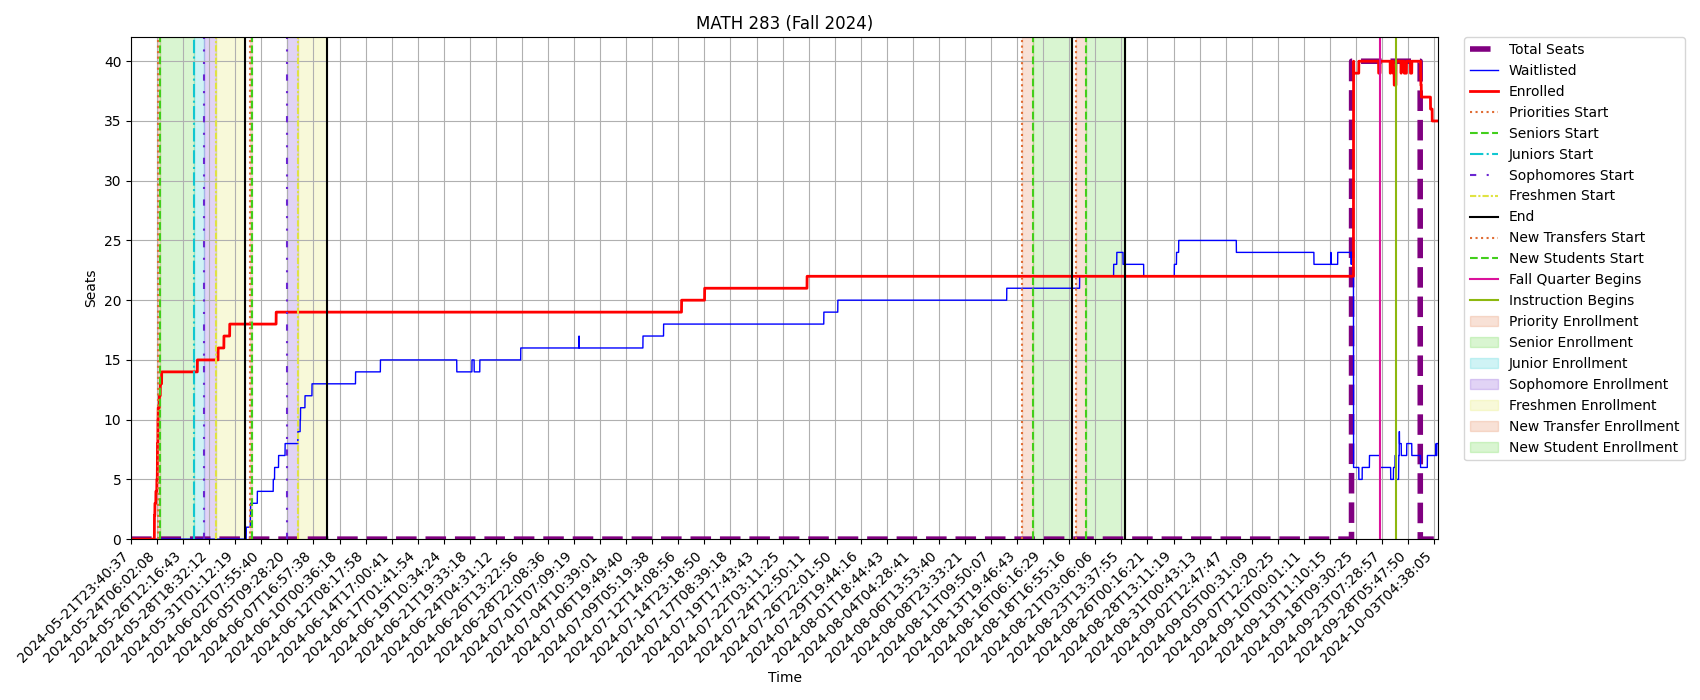 MATH 283 (Fall 2024)
Seats
40
35
30
25
20
15
10
5
0
2024-05-21T23:40:37
2024-05-24T06:02:08
2024-05-26T12:16:43
2024-05-28T18:32:12
2024-05-31T01:12:19
2024-06-02T07:55:40
2024-06-05T09:28:20
2024-06-07T16:57:38
2024-06-10T00:36:18
2024-06-12T08:17:58
2024-06-14T17:00:41
2024-06-17T01:41:54
2024-06-19T10:34:24
2024-06-21T19:33:18
2024-06-24T04:31:12
2024-06-26T13:22:56
2024-06-28T22:08:36
2024-07-01T07:09:19
2024-07-04T10:39:01
2024-07-06T19:49:40
2024-07-09T05:19:38
2024-07-12T14:08:56
2024-07-14T23:18:50
2024-07-17T08:39:18
2024-07-19T17:43:43
2024-07-22T03:11:25
2024-07-24T12:50:11
2024-07-26T22:01:50
2024-07-29T19:44:16
2024-08-01T18:44:43
2024-08-04T04:28:41
2024-08-06T13:53:40
2024-08-08T23:33:21
2024-08-11T09:50:07
2024-08-13T19:46:43
2024-08-16T06:16:29
2024-08-18T16:55:16
2024-08-21T03:06:06
2024-08-23T13:37:55
2024-08-26T00:16:21
2024-08-28T13:11:19
2024-08-31T00:43:13
2024-09-02T12:47:47
2024-09-05T00:31:09
2024-09-07T12:20:25
2024-09-10T00:01:11
2024-09-13T11:10:15
2024-09-18T09:30:25
2024-09-23T07:28:57
2024-09-28T05:47:50
2024-10-03T04:38:05
Time
Total Seats
Waitlisted
Enrolled
Priorities Start
Seniors Start
Juniors Start
Sophomores Start
Freshmen Start
End
New Transfers Start
New Students Start
Fall Quarter Begins
Instruction Begins
Priority Enrollment
Senior Enrollment
Junior Enrollment
Sophomore Enrollment
Freshmen Enrollment
New Transfer Enrollment
New Student Enrollment